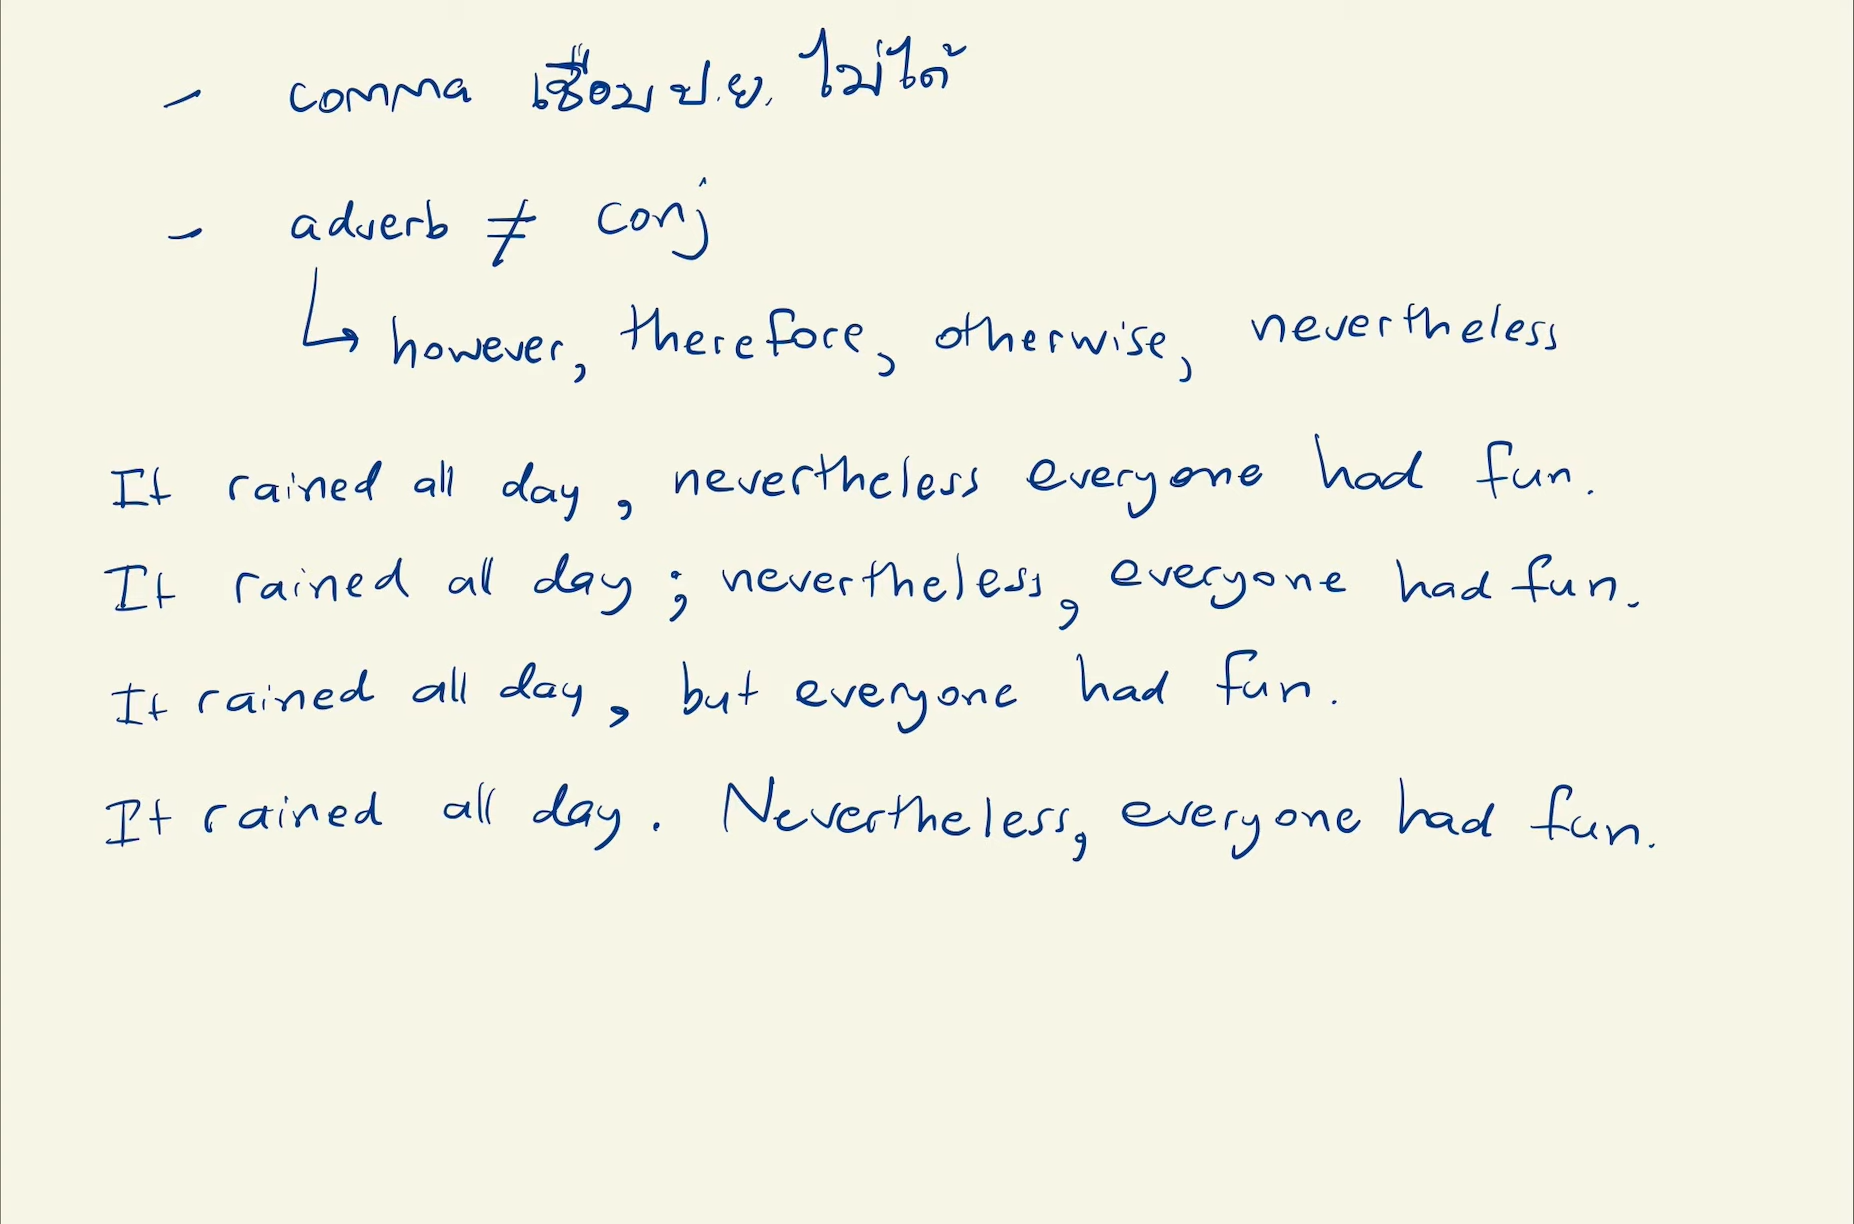 - comma เชื่อม ป.ย. ไม่ได้
- adverb ≠ conj
↳ however, therefore, otherwise, nevertheless
It rained all day, nevertheless everyone had fun.
It rained all day; nevertheless, everyone had fun.
It rained all day, but everyone had fun.
It rained all day. Nevertheless, everyone had fun.